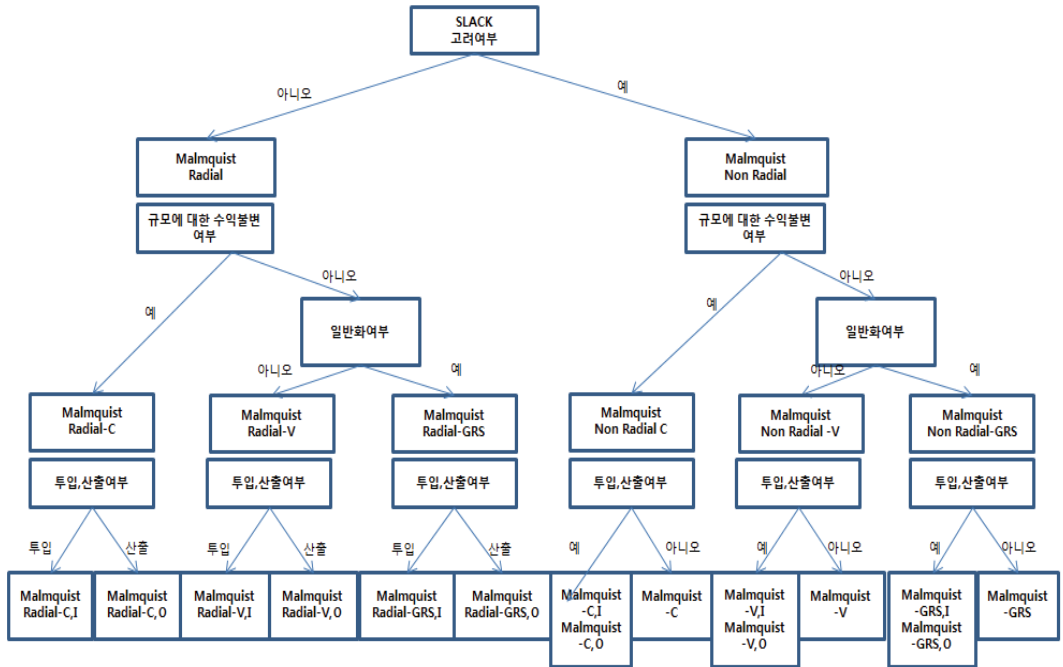 SLACK
고려여부
아니오
예
Malmquist
Radial
Malmquist
Non Radial
규모에 대한 수익불변
여부
규모에 대한 수익불변
여부
아니오
아니오
예
예
일반화여부
일반화여부
아니오
예
아니오
예
Malmquist
Radial-C
Malmquist
Radial-V
Malmquist
Radial-GRS
Malmquist
Non Radial C
Malmquist
Non Radial -V
Malmquist
Non Radial-GRS
투입,산출여부
투입,산출여부
투입,산출여부
투입,산출여부
투입,산출여부
투입,산출여부
투입
산출
투입
산출
투입
산출
예
아니오
예
아니오
예
아니오
Malmquist
Radial-C,I
Malmquist
Radial-C,O
Malmquist
Radial-V,I
Malmquist
Radial-V,O
Malmquist
Radial-GRS,I
Malmquist
Radial-GRS,O
Malmquist
-C,I
Malmquist
-C,O
Malmquist
-C
Malmquist
-V,I
Malmquist
-V,O
Malmquist
-V
Malmquist
-GRS,I
Malmquist
-GRS,O
Malmquist
-GRS